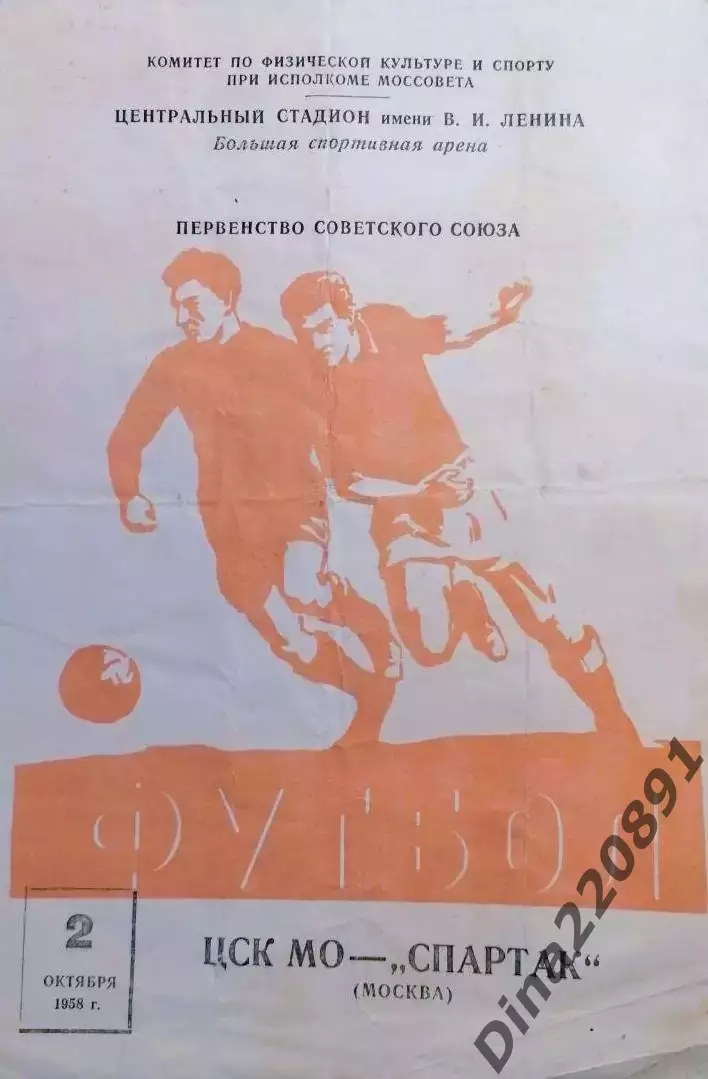 КОМИТЕТ ПО ФИЗИЧЕСКОЙ КУЛЬТУРЕ И СПОРТУ
ПРИ ИСПОЛКОМЕ МОССОВЕТА
ЦЕНТРАЛЬНЫЙ СТАДИОН имени В. И. ЛЕНИНА
Большая спортивная арена
ПЕРВЕНСТВО СОВЕТСКОГО СОЮЗА
ФУТБОЛ
2
ОКТЯБРЯ
1958 г.
ЦСК МО—„СПАРТАК“
(МОСКВА)
Dina220891